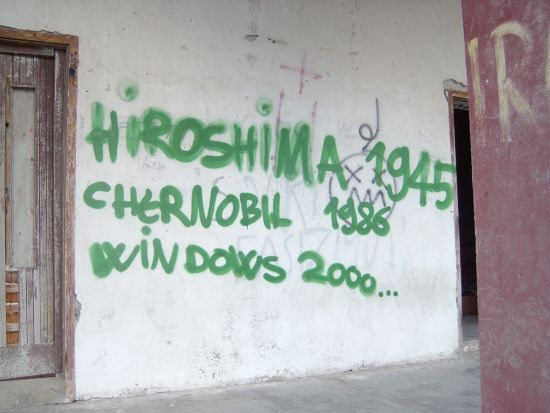 HiROSHiMA 1945
CHERNOBIL 1986
WiNDOWS 2000...